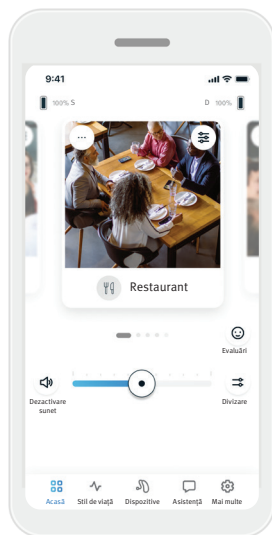 9:41
100% S
D 100%
Restaurant
Evaluări
Dezactivare
sunet
Divizare
Acasă Stil de viață Dispozitive Asistență Mai multe